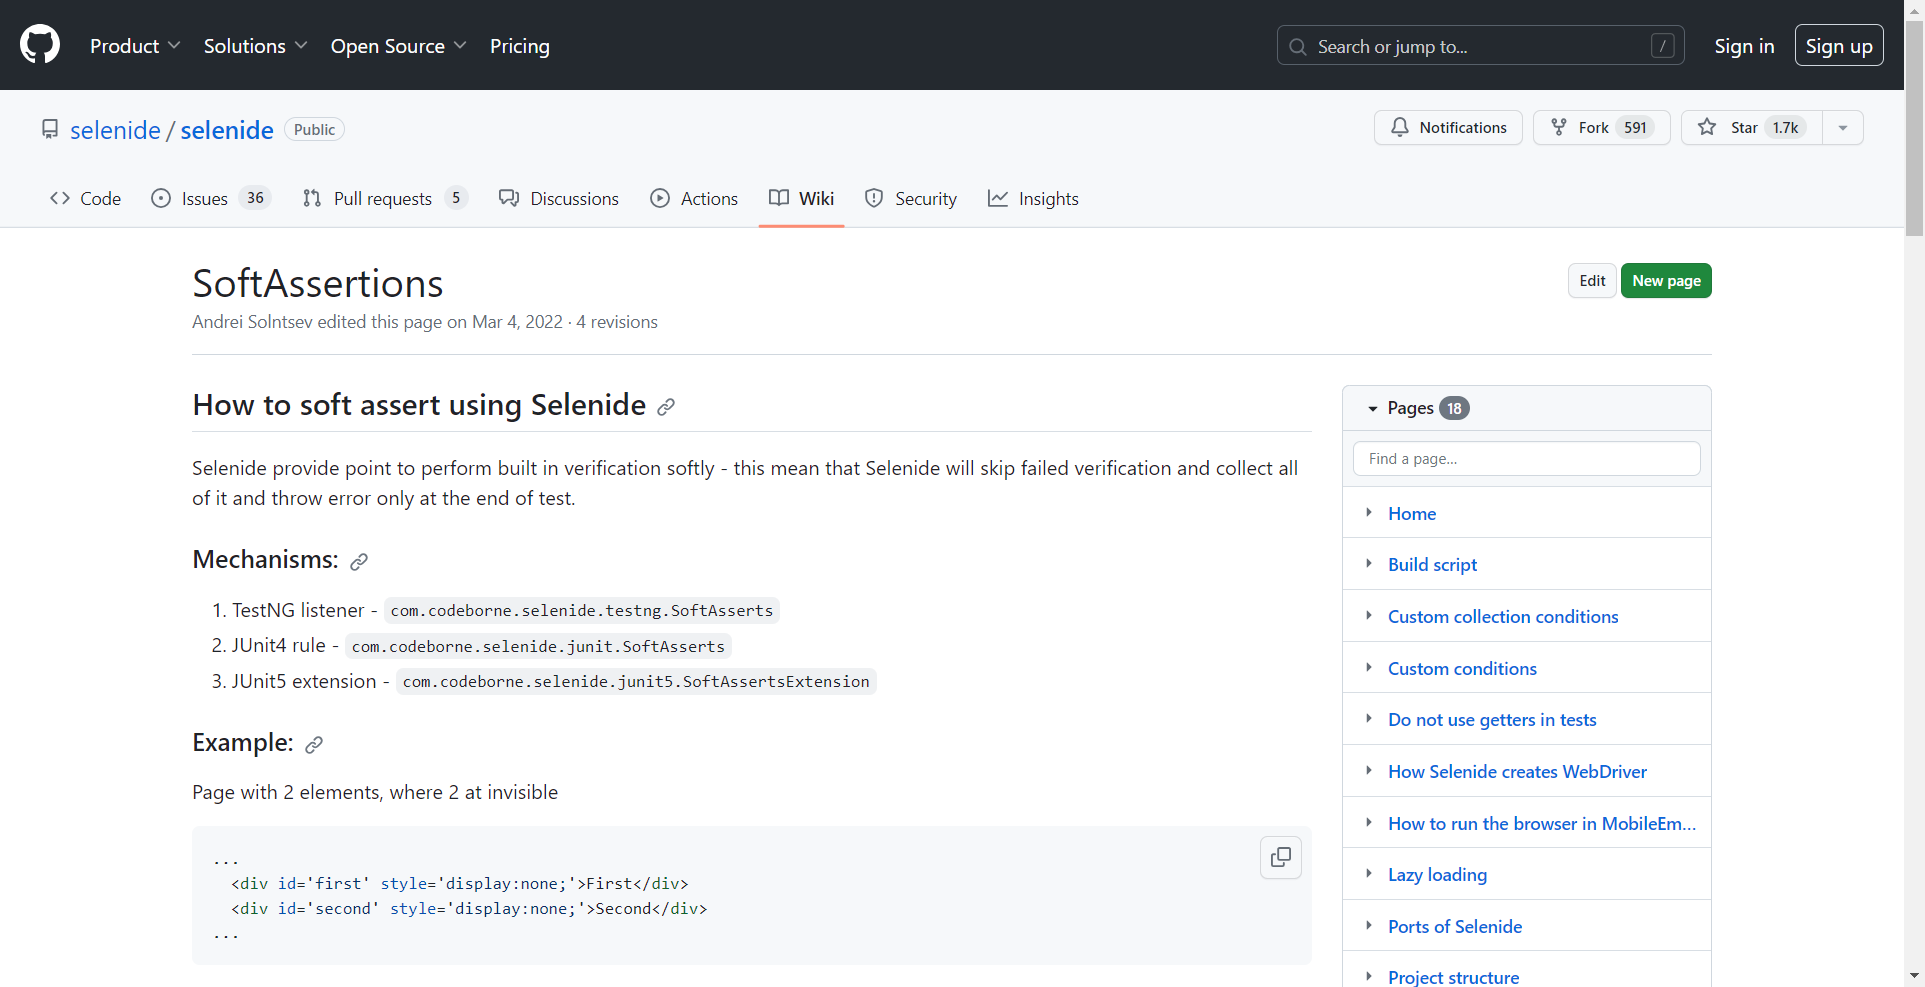 Product Solutions Open Source Pricing Search or jump to... / Sign in Sign up
selenide / selenide Public Notifications Fork 591 Star 1.7k
Code Issues 36 Pull requests 5 Discussions Actions Wiki Security Insights
SoftAssertions
Edit New page
Andrei Solntsev edited this page on Mar 4, 2022 · 4 revisions
How to soft assert using Selenide
Selenide provide point to perform built in verification softly - this mean that Selenide will skip failed verification and collect all
of it and throw error only at the end of test.
Mechanisms:
1. TestNG listener - com.codeborne.selenide.testng.SoftAsserts
2. JUnit4 rule - com.codeborne.selenide.junit.SoftAsserts
3. JUnit5 extension - com.codeborne.selenide.junit5.SoftAssertsExtension
Example:
Page with 2 elements, where 2 at invisible
...
<div id='first' style='display:none;'>First</div>
<div id='second' style='display:none;'>Second</div>
...
Pages 18
Find a page...
Home
Build script
Custom collection conditions
Custom conditions
Do not use getters in tests
How Selenide creates WebDriver
How to run the browser in MobileEm...
Lazy loading
Ports of Selenide
Project structure